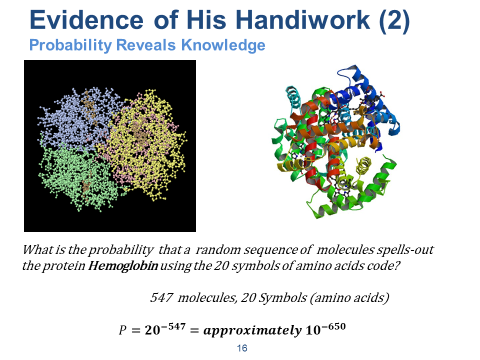 Evidence of His Handiwork (2)
Probability Reveals Knowledge
What is the probability that a random sequence of molecules spells-out
the protein Hemoglobin using the 20 symbols of amino acids code?
547 molecules, 20 Symbols (amino acids)
P = 20⁻⁵⁴⁷ = approximately 10⁻⁶⁵⁰
16